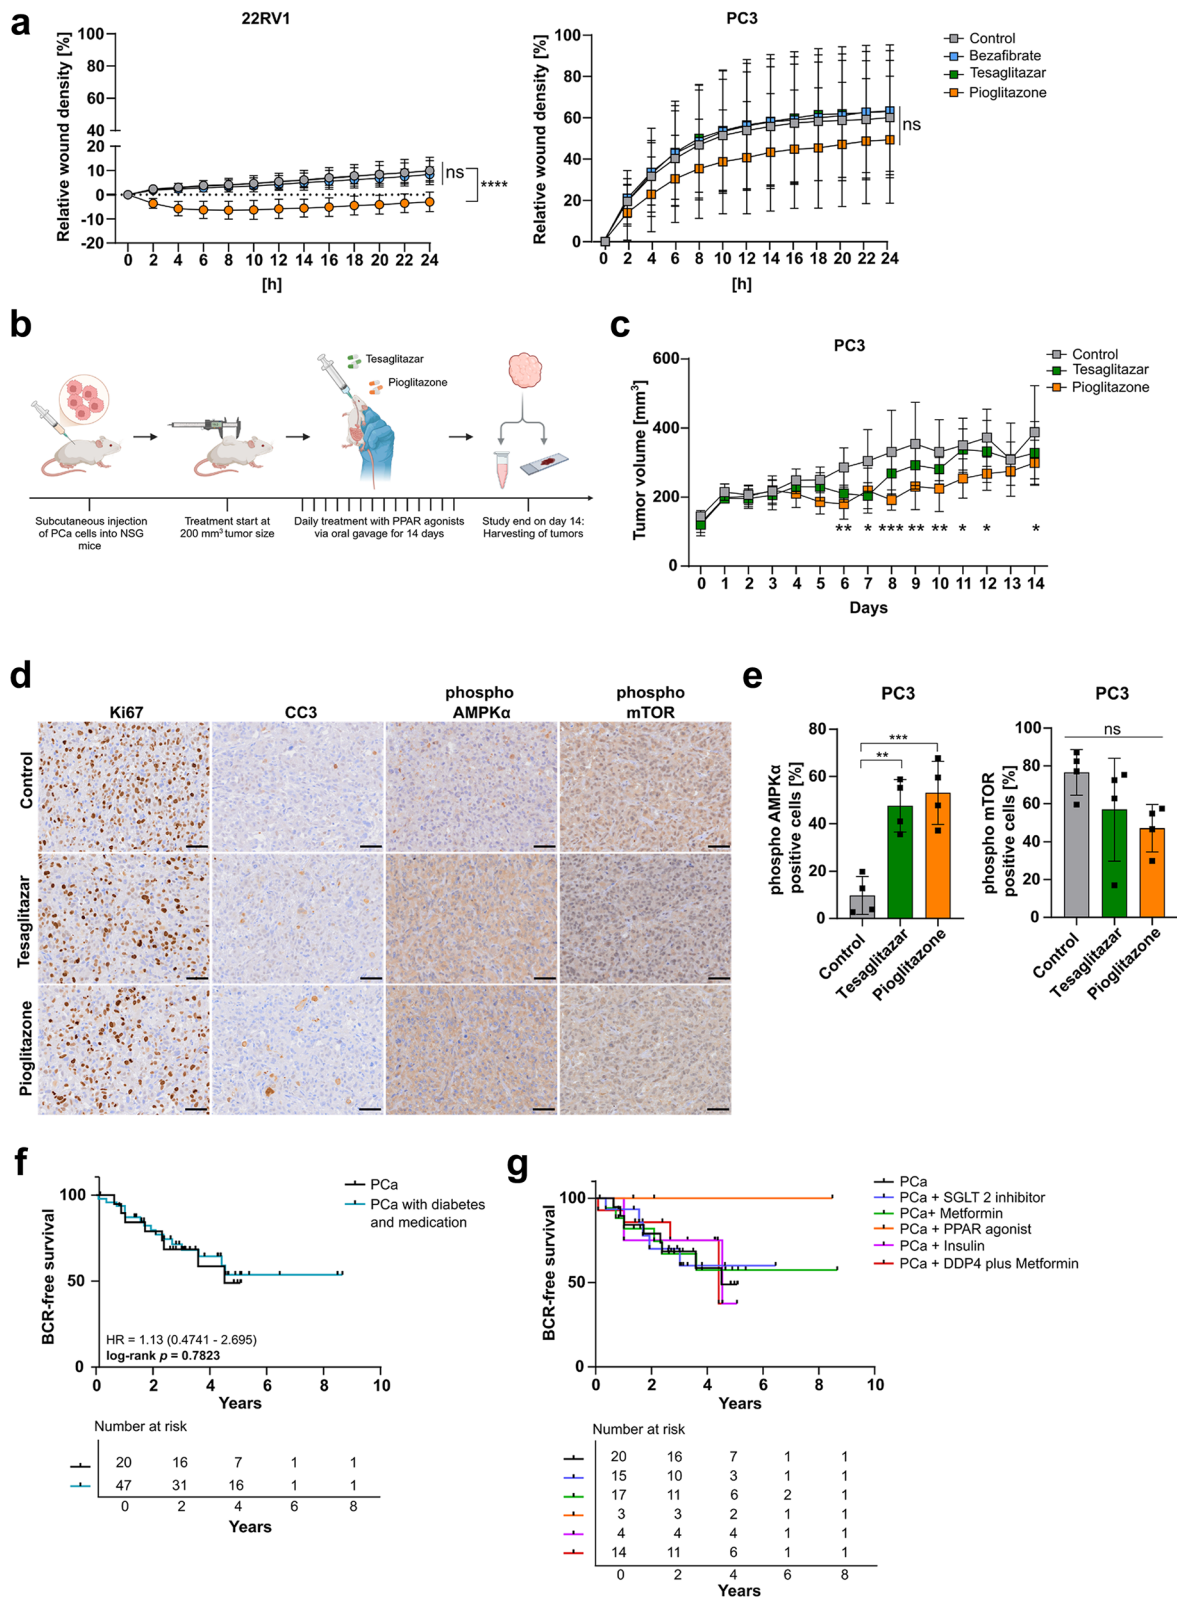 a
22RV1
Relative wound density [%]
100
80
60
40
20
10
0
-10
-20
0 2 4 6 8 10 12 14 16 18 20 22 24
[h]
ns
****
PC3
Relative wound density [%]
100
80
60
40
20
0
0 2 4 6 8 10 12 14 16 18 20 22 24
[h]
ns
Control
Bezafibrate
Tesaglitazar
Pioglitazone
b
Tesaglitazar
Pioglitazone
Subcutaneous injection
of PCa cells into NSG
mice
Treatment start at
200 mm³ tumor size
Daily treatment with PPAR agonists
via oral gavage for 14 days
Study end on day 14:
Harvesting of tumors
c
PC3
Tumor volume [mm³]
600
400
200
0
** * **** ** ** * * *
0 1 2 3 4 5 6 7 8 9 10 11 12 13 14
Days
Control
Tesaglitazar
Pioglitazone
d
Ki67
CC3
phospho
AMPKα
phospho
mTOR
Control
Tesaglitazar
Pioglitazone
e
PC3
phospho AMPKα
positive cells [%]
80
60
40
20
0
***
**
Control
Tesaglitazar
Pioglitazone
PC3
phospho mTOR
positive cells [%]
100
80
60
40
20
0
ns
Control
Tesaglitazar
Pioglitazone
f
BCR-free survival
100
50
0
PCa
PCa with diabetes
and medication
HR = 1.13 (0.4741 - 2.695)
log-rank p = 0.7823
0 2 4 6 8 10
Years
Number at risk
20 16 7 1 1
47 31 16 1 1
0 2 4 6 8
Years
g
BCR-free survival
100
50
0
PCa
PCa + SGLT 2 inhibitor
PCa+ Metformin
PCa + PPAR agonist
PCa + Insulin
PCa + DDP4 plus Metformin
0 2 4 6 8 10
Years
Number at risk
20 16 7 1 1
15 10 3 1 1
17 11 6 2 1
3 3 2 1 1
4 4 4 1 1
14 11 6 1 1
0 2 4 6 8
Years